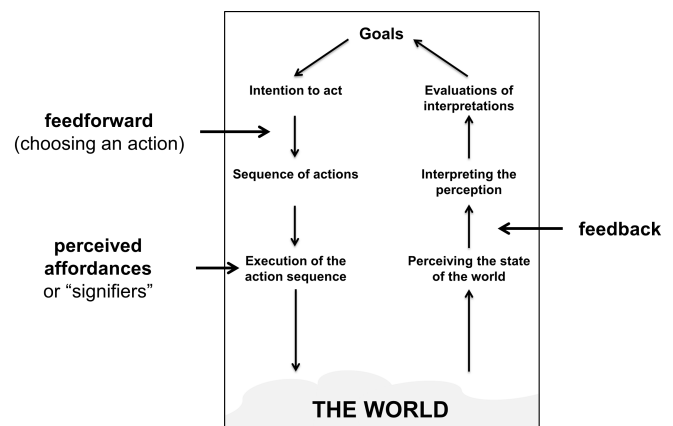 Goals
Intention to act
Evaluations of
interpretations
feedforward
(choosing an action)
Sequence of actions
Interpreting the
perception
feedback
perceived
affordances
or “signifiers”
Execution of the
action sequence
Perceiving the state
of the world
THE WORLD